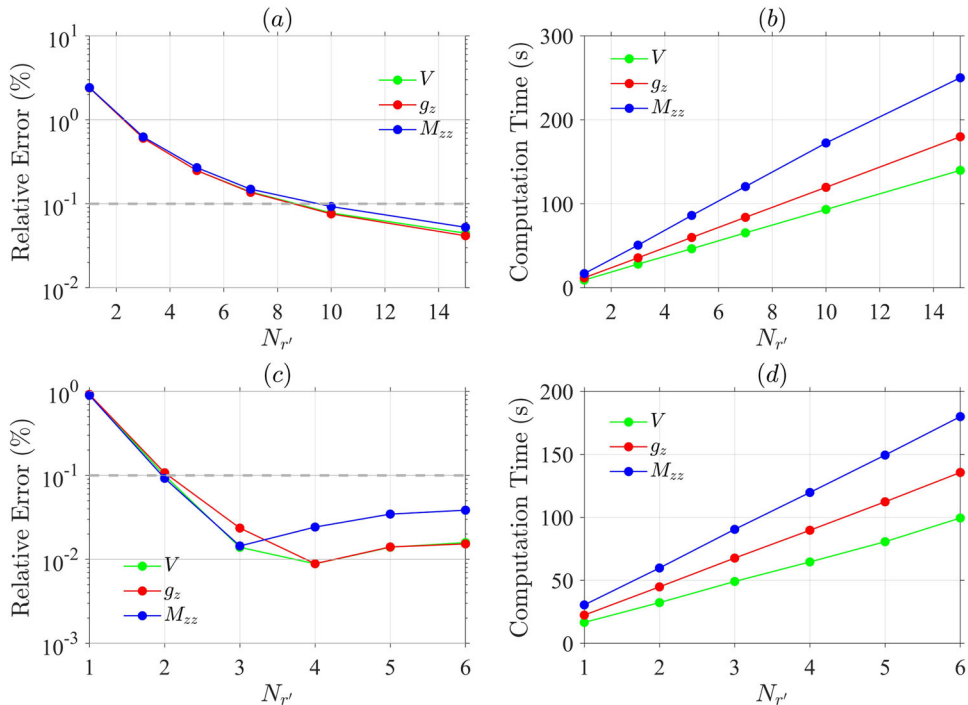 (a)
Relative Error (%)
10^1
10^0
10^-1
10^-2
V
g_z
M_zz
2 4 6 8 10 12 14
N_r'
(b)
Computation Time (s)
300
200
100
0
V
g_z
M_zz
2 4 6 8 10 12 14
N_r'
(c)
Relative Error (%)
10^0
10^-1
10^-2
10^-3
V
g_z
M_zz
1 2 3 4 5 6
N_r'
(d)
Computation Time (s)
200
150
100
50
0
V
g_z
M_zz
1 2 3 4 5 6
N_r'